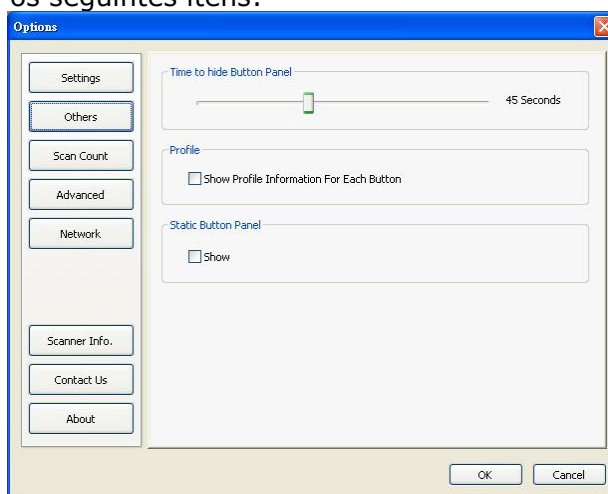 os seguintes itens:
Options
Settings
Others
Scan Count
Advanced
Network
Scanner Info.
Contact Us
About
Time to hide Button Panel
45 Seconds
Profile
Show Profile Information For Each Button
Static Button Panel
Show
OK
Cancel